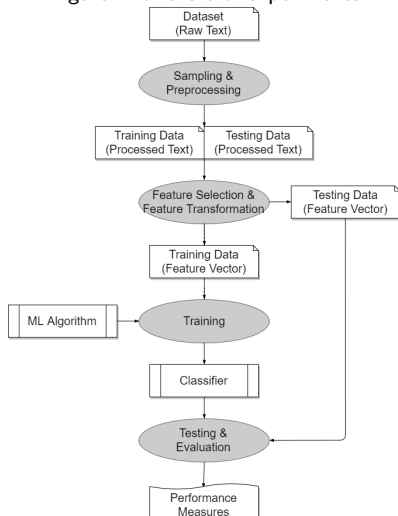 Dataset
(Raw Text)
Sampling &
Preprocessing
Training Data
(Processed Text)
Testing Data
(Processed Text)
Feature Selection &
Feature Transformation
Testing Data
(Feature Vector)
Training Data
(Feature Vector)
ML Algorithm
Training
Classifier
Testing &
Evaluation
Performance
Measures